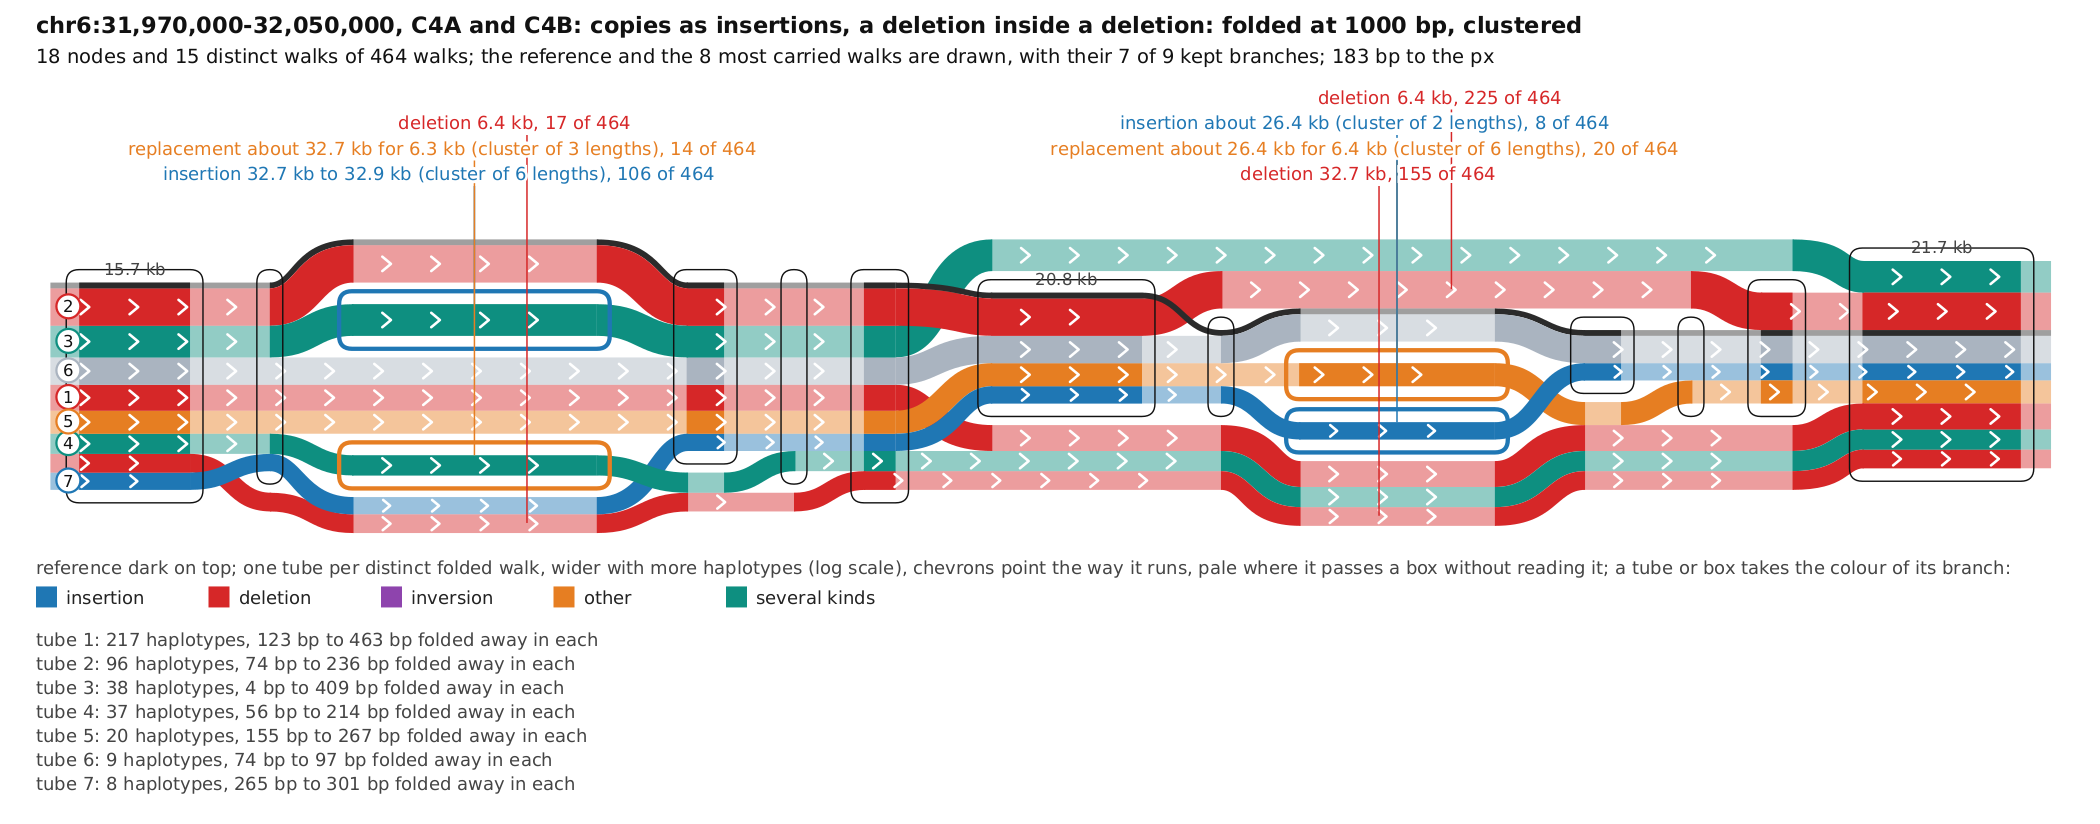 chr6:31,970,000-32,050,000, C4A and C4B: copies as insertions, a deletion inside a deletion: folded at 1000 bp, clustered
18 nodes and 15 distinct walks of 464 walks; the reference and the 8 most carried walks are drawn, with their 7 of 9 kept branches; 183 bp to the px
deletion 6.4 kb, 225 of 464
deletion 6.4 kb, 17 of 464
insertion about 26.4 kb (cluster of 2 lengths), 8 of 464
replacement about 32.7 kb for 6.3 kb (cluster of 3 lengths), 14 of 464
replacement about 26.4 kb for 6.4 kb (cluster of 6 lengths), 20 of 464
insertion 32.7 kb to 32.9 kb (cluster of 6 lengths), 106 of 464
deletion 32.7 kb, 155 of 464
15.7 kb
20.8 kb
21.7 kb
2
3
6
1
5
4
7
reference dark on top; one tube per distinct folded walk, wider with more haplotypes (log scale), chevrons point the way it runs, pale where it passes a box without reading it; a tube or box takes the colour of its branch:
insertion
deletion
inversion
other
several kinds
tube 1: 217 haplotypes, 123 bp to 463 bp folded away in each
tube 2: 96 haplotypes, 74 bp to 236 bp folded away in each
tube 3: 38 haplotypes, 4 bp to 409 bp folded away in each
tube 4: 37 haplotypes, 56 bp to 214 bp folded away in each
tube 5: 20 haplotypes, 155 bp to 267 bp folded away in each
tube 6: 9 haplotypes, 74 bp to 97 bp folded away in each
tube 7: 8 haplotypes, 265 bp to 301 bp folded away in each